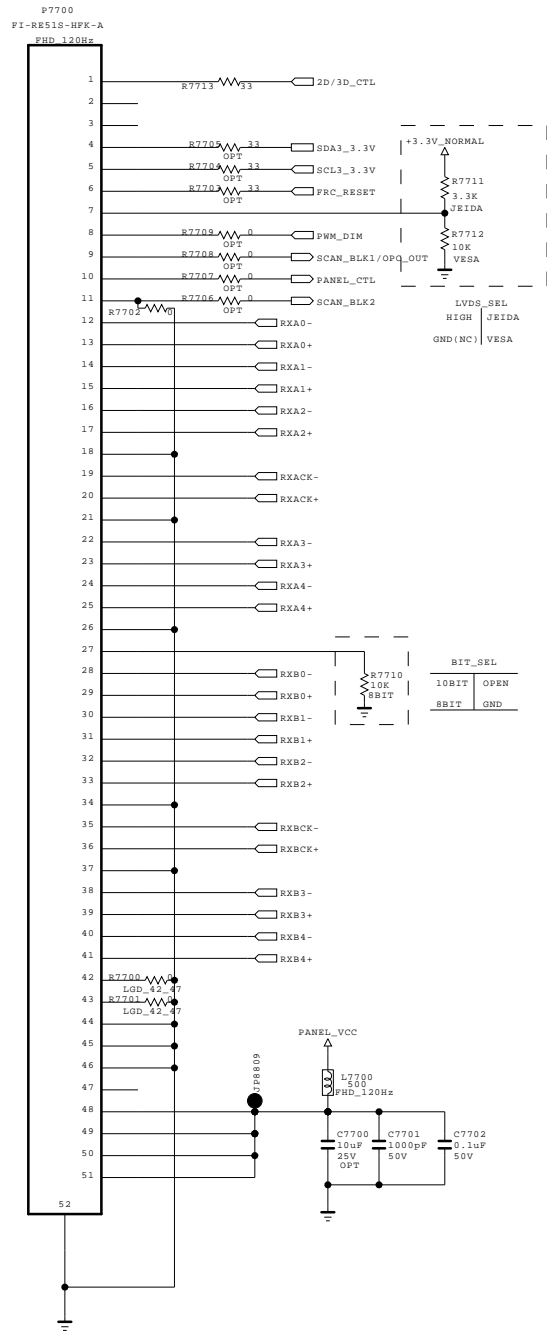 P7700
FI-RE51S-HFK-A
FHD_120Hz
1 R7713 33 2D/3D_CTL
2
3
4 R7705 33 SDA3_3.3V
OPT
5 R7704 33 SCL3_3.3V
OPT
6 R7703 33 FRC_RESET
7
8 R7709 0 PWM_DIM
OPT
9 R7708 0 SCAN_BLK1/OPC_OUT
OPT
10 R7707 0 PANEL_CTL
OPT
11 R7706 0 SCAN_BLK2
OPT
R7702 0
+3.3V_NORMAL
R7711
3.3K
JEIDA
R7712
10K
VESA
LVDS_SEL
HIGH JEIDA
GND(NC) VESA
12 RXA0-
13 RXA0+
14 RXA1-
15 RXA1+
16 RXA2-
17 RXA2+
18
19 RXACK-
20 RXACK+
21
22 RXA3-
23 RXA3+
24 RXA4-
25 RXA4+
26
27
R7710
10K
8BIT
BIT_SEL
10BIT OPEN
8BIT GND
28 RXB0-
29 RXB0+
30 RXB1-
31 RXB1+
32 RXB2-
33 RXB2+
34
35 RXBCK-
36 RXBCK+
37
38 RXB3-
39 RXB3+
40 RXB4-
41 RXB4+
42 R7700 0
LGD_42_47
43 R7701 0
LGD_42_47
44
45
46
47
48
49
50
51
52
JP8809
PANEL_VCC
L7700
500
FHD_120Hz
C7700
10uF
25V
OPT
C7701
1000pF
50V
C7702
0.1uF
50V